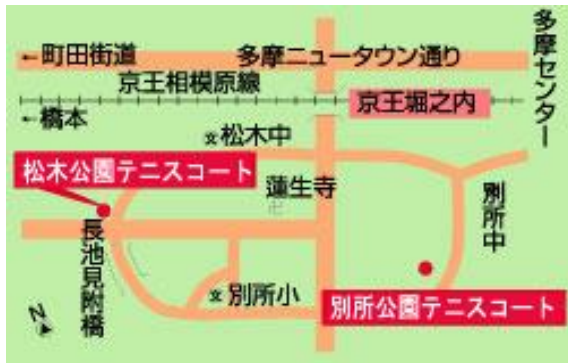 ←町田街道
多摩ニュータウン通り
多摩センター
京王相模原線
京王堀之内
←橋本
文松木中
松木公園テニスコート
蓮生寺
卍
別所中
長池見附橋
文別所小
別所公園テニスコート
N